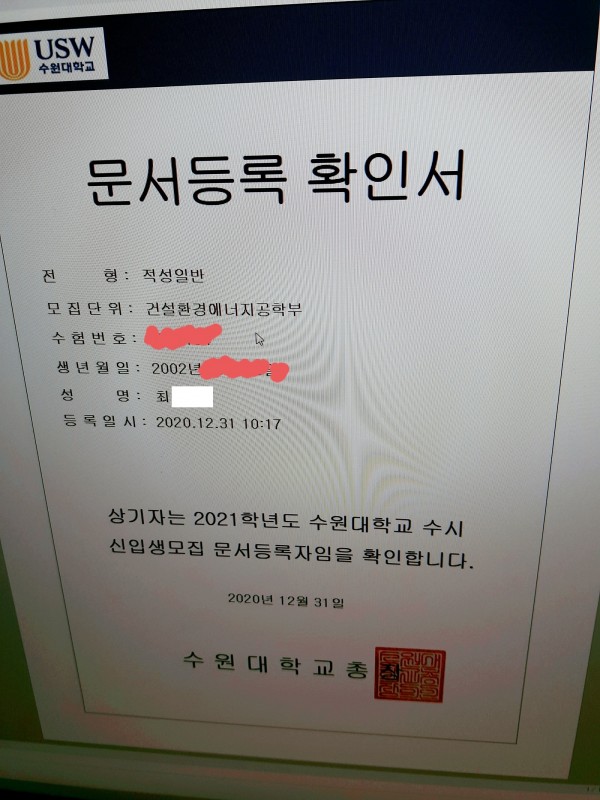 USW
수원대학교
문서등록 확인서
전 형 : 적성일반
모집단위 : 건설환경에너지공학부
수험번호 :
생년월일 : 2002년
성 명 : 최
등록일시 : 2020.12.31 10:17
상기자는 2021학년도 수원대학교 수시
신입생모집 문서등록자임을 확인합니다.
2020년 12월 31일
수원대학교총장